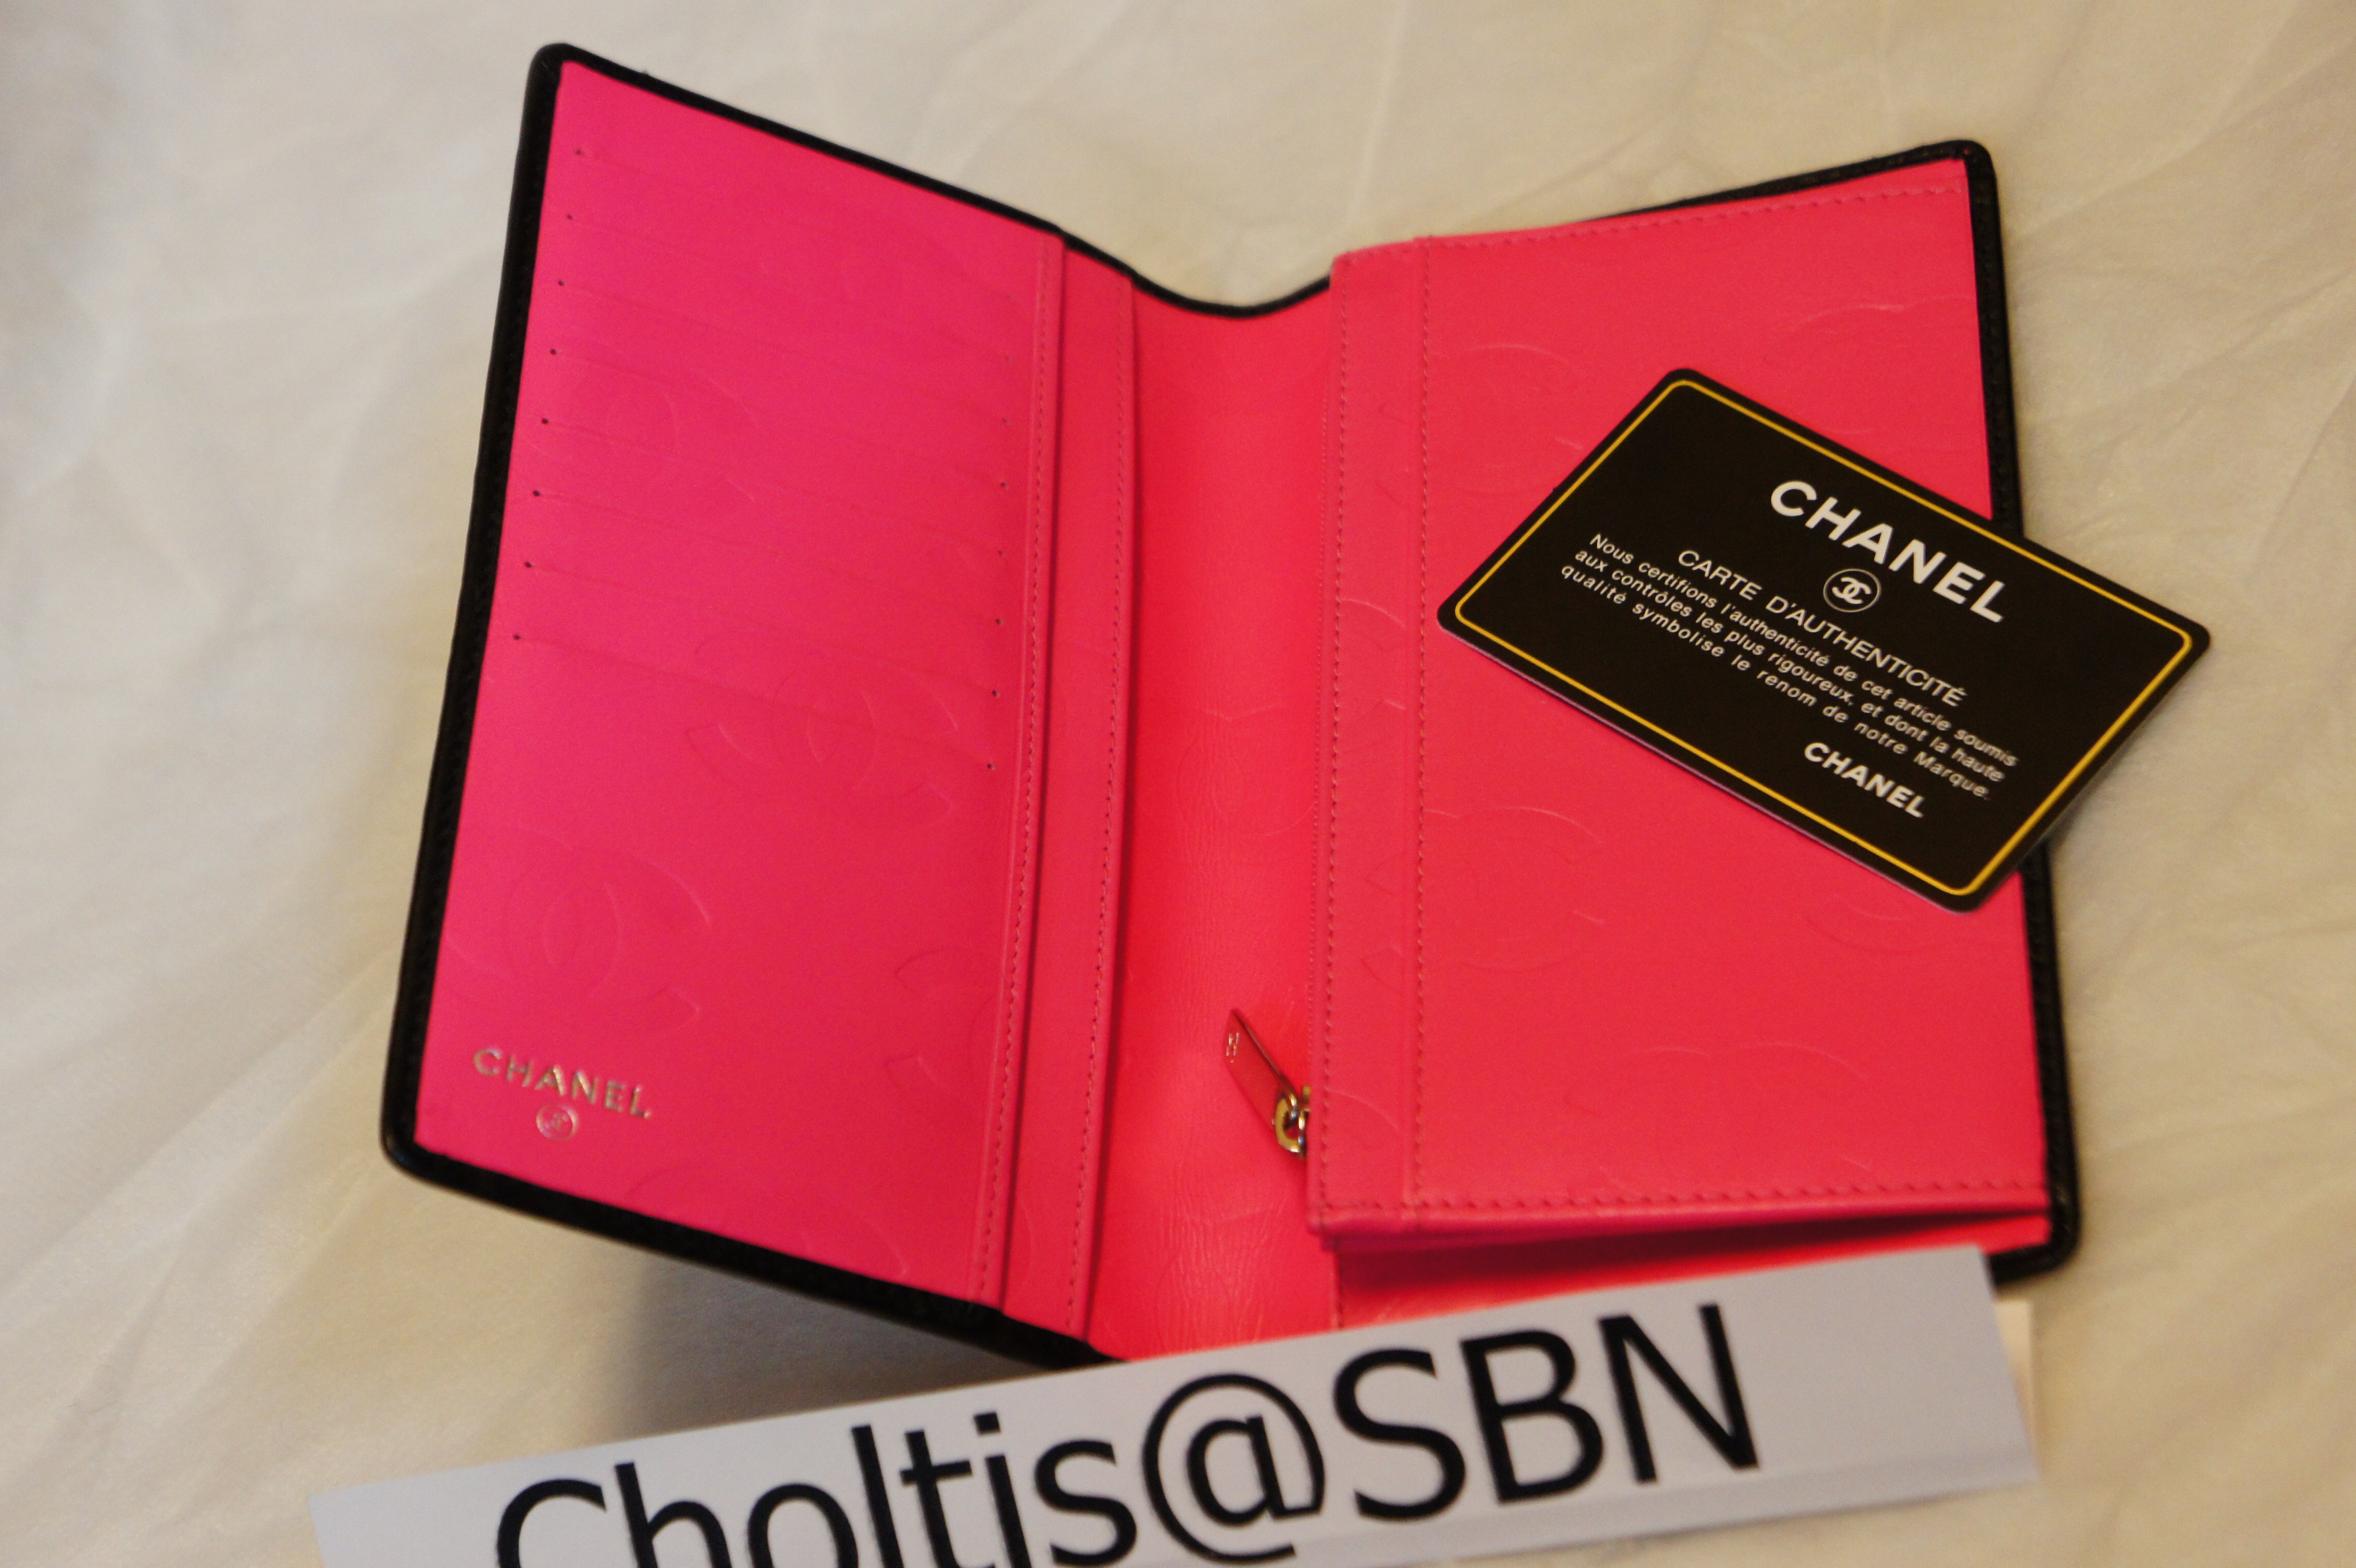 CHANEL
CARTE D'AUTHENTICITÉ
Nous certifions l'authenticité de cet article soumis
aux contrôles les plus rigoureux, et dont la haute
qualité symbolise le renom de notre Marque.
CHANEL
CHANEL
Choltis@SBN